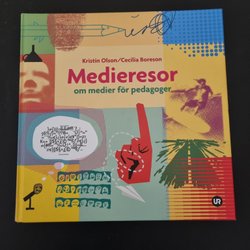 Kristin Olson/Cecilia Boreson
Medieresor
om medier för pedagoger
UR